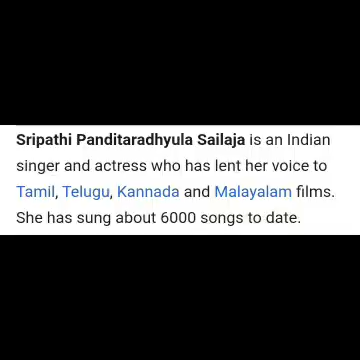 Sripathi Panditaradhyula Sailaja is an Indian
singer and actress who has lent her voice to
Tamil, Telugu, Kannada and Malayalam films.
She has sung about 6000 songs to date.